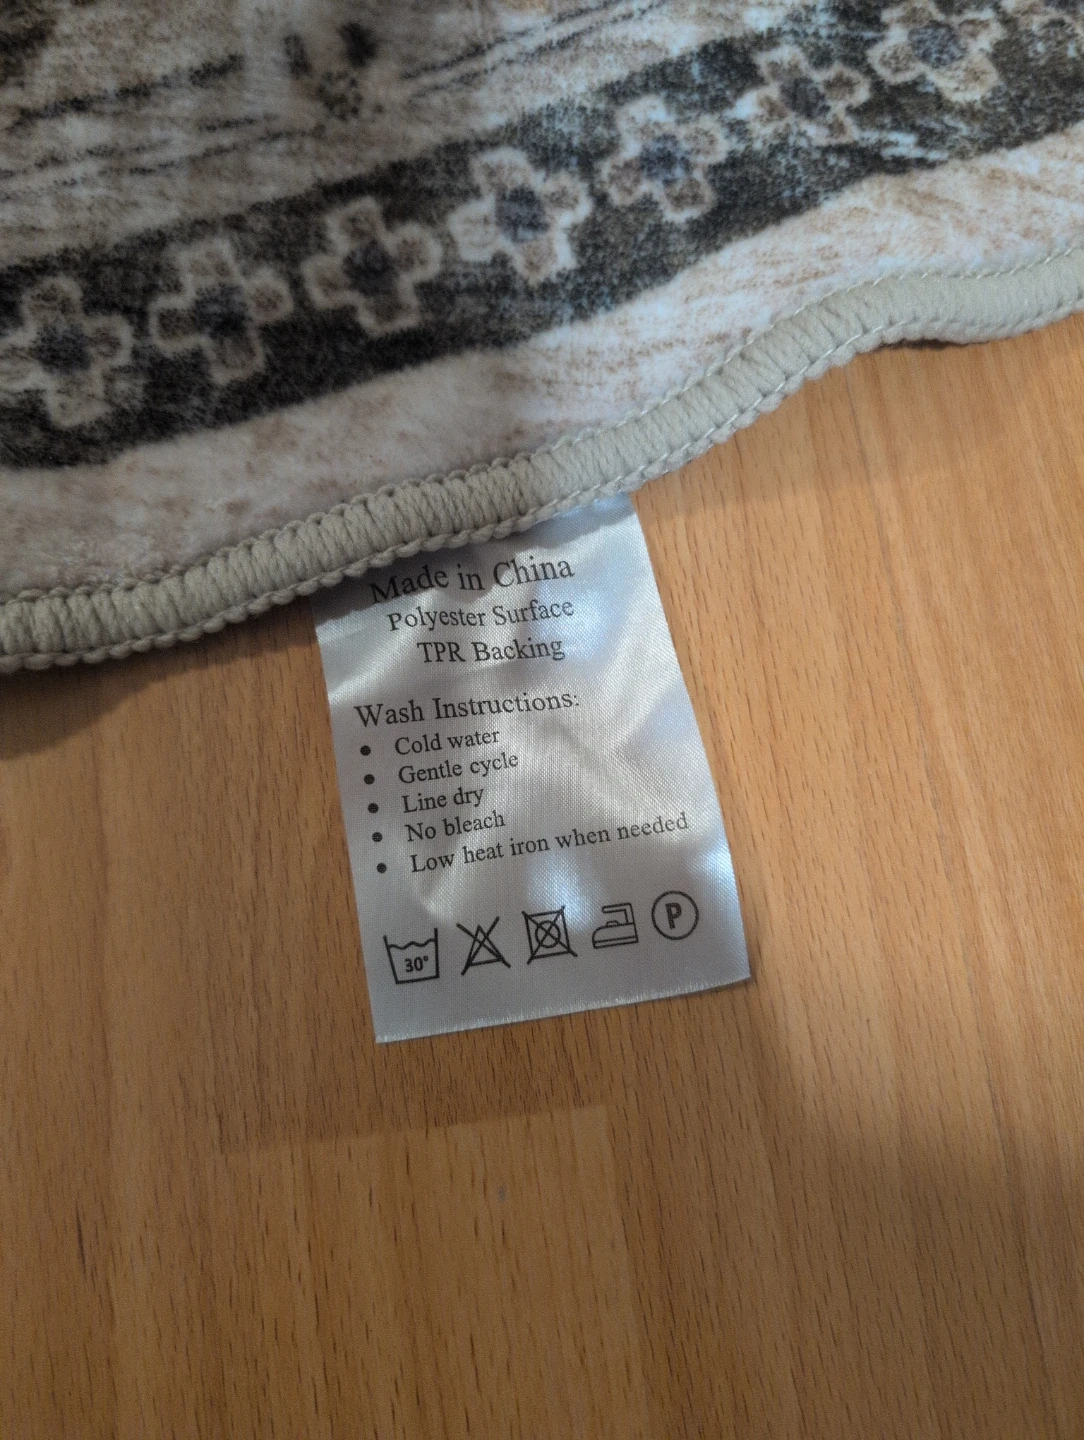 Made in China
Polyester Surface
TPR Backing
Wash Instructions:
• Cold water
• Gentle cycle
• Line dry
• No bleach
• Low heat iron when needed
30° P